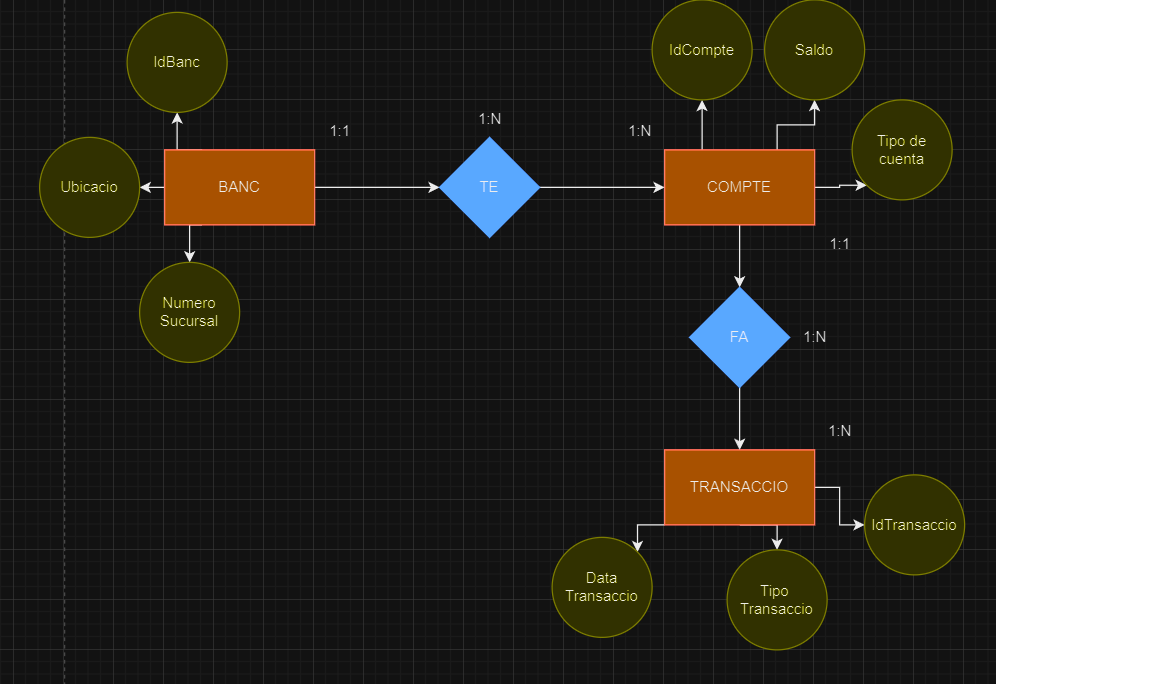 IdBanc
IdCompte
Saldo
1:1
1:N
1:N
Tipo de
cuenta
Ubicacio
BANC
TE
COMPTE
1:1
Numero
Sucursal
FA
1:N
1:N
TRANSACCIO
IdTransaccio
Data
Transaccio
Tipo
Transaccio